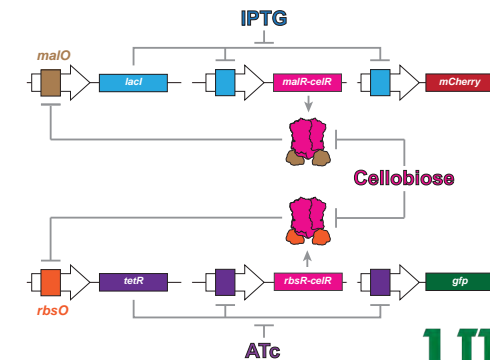 IPTG
malO
lacI
malR-celR
mCherry
Cellobiose
tetR
rbsR-celR
gfp
rbsO
ATc